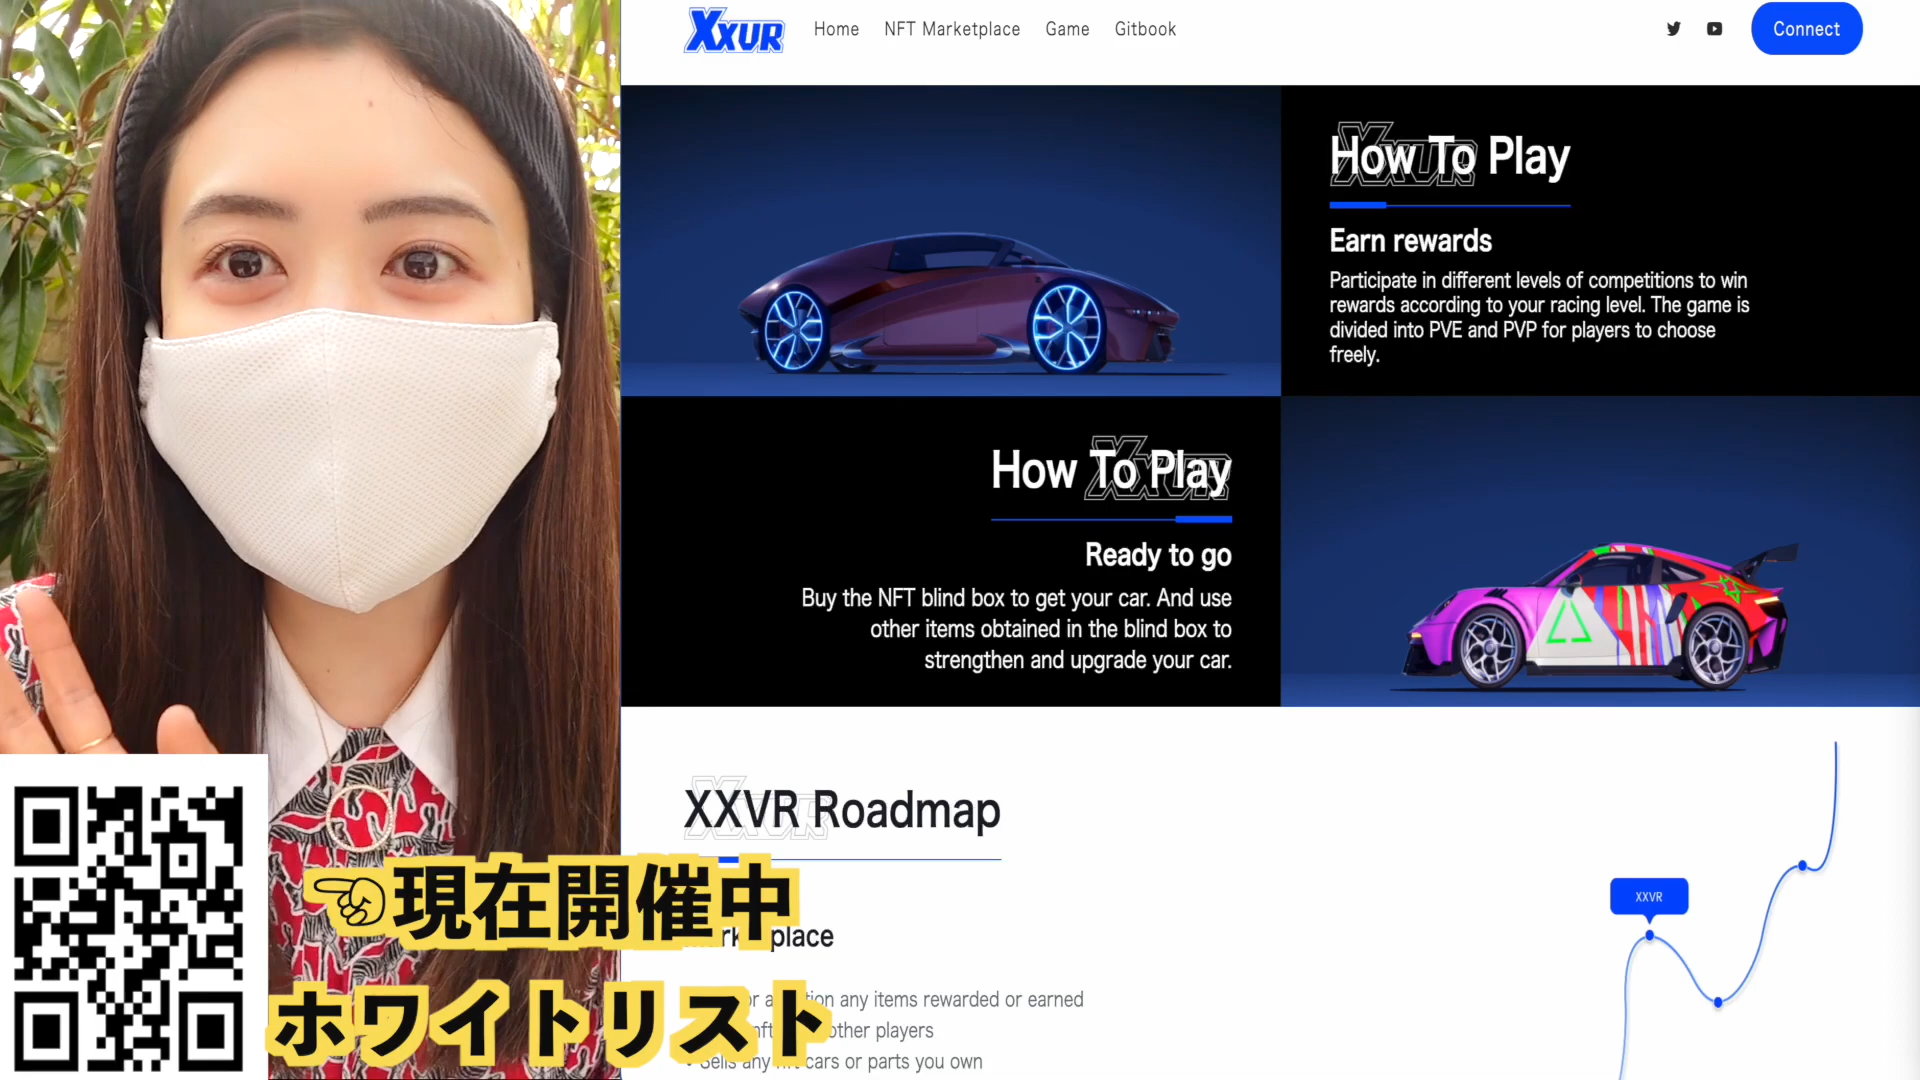 XXVR
Home
NFT Marketplace
Game
Gitbook
Connect
How To Play
Earn rewards
Participate in different levels of competitions to win
rewards according to your racing level. The game is
divided into PVE and PVP for players to choose
freely.
How To Play
Ready to go
Buy the NFT blind box to get your car. And use
other items obtained in the blind box to
strengthen and upgrade your car.
XXVR Roadmap
XXVR
place
any items rewarded or earned
other players
Sells any cars or parts you own
☜現在開催中
ホワイトリスト